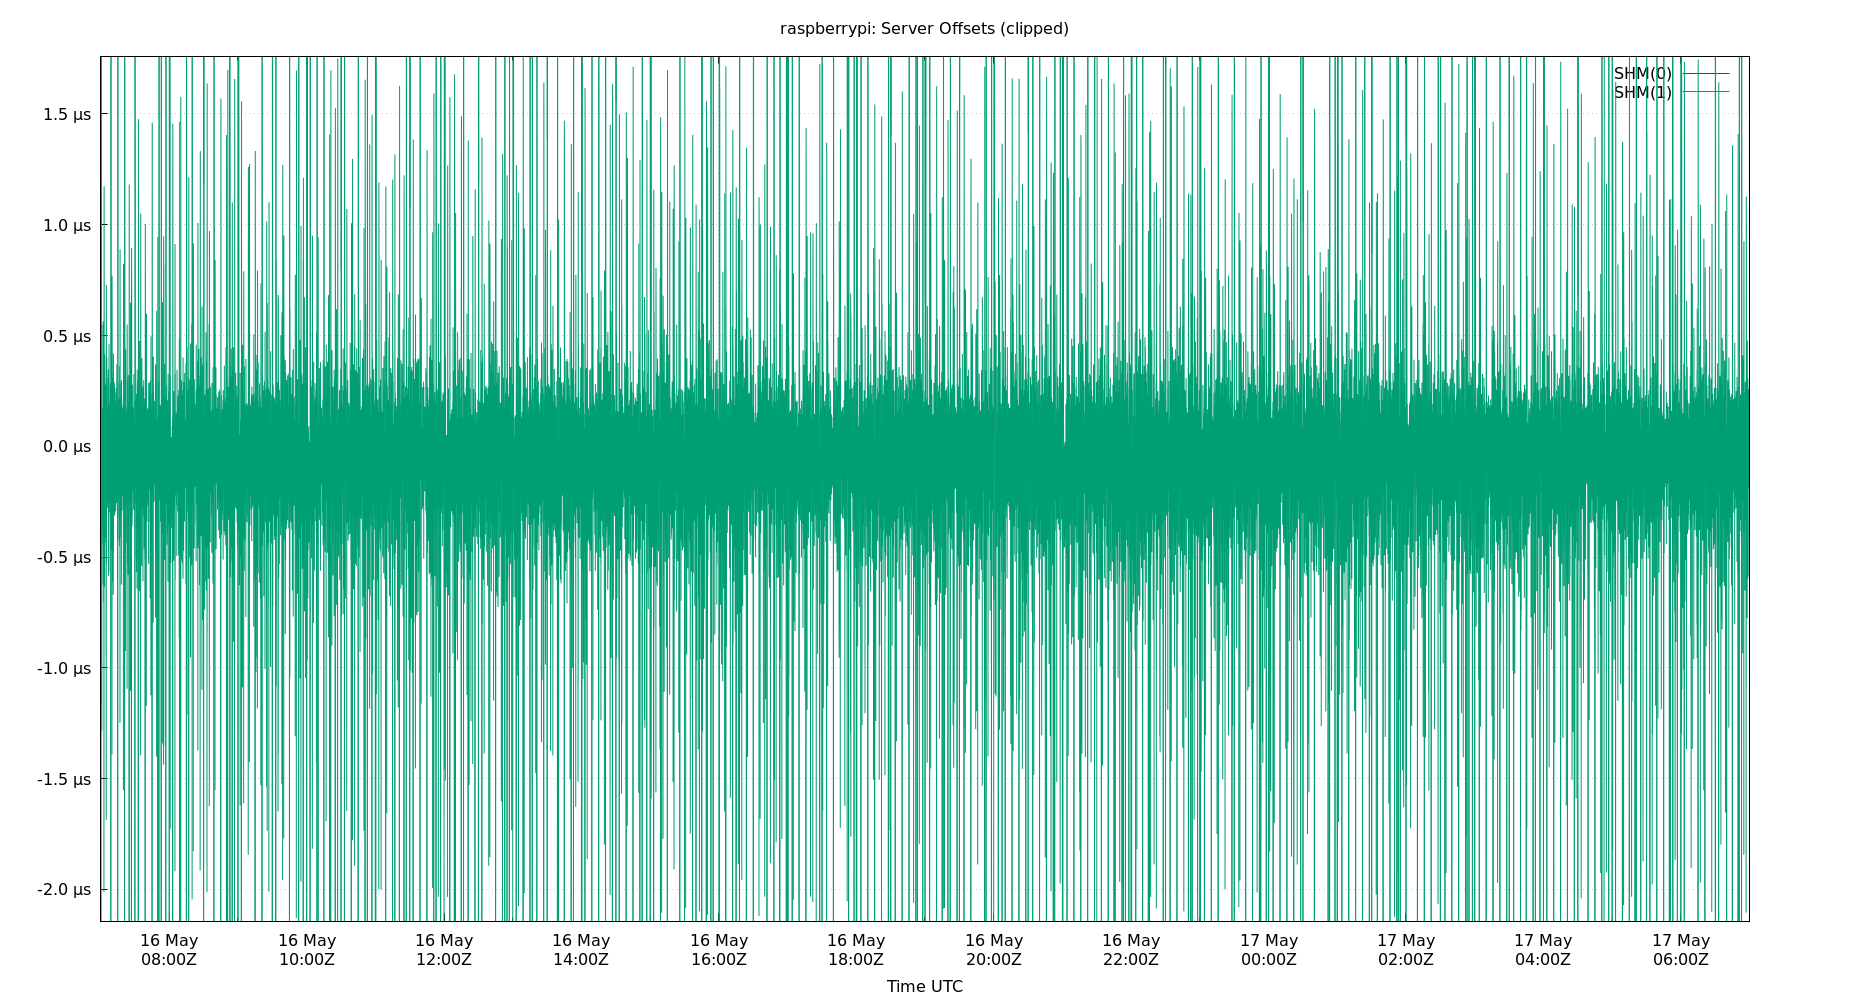 raspberrypi: Server Offsets (clipped)
SHM(0)
SHM(1)
1.5 µs
1.0 µs
0.5 µs
0.0 µs
-0.5 µs
-1.0 µs
-1.5 µs
-2.0 µs
16 May 16 May 16 May 16 May 16 May 16 May 16 May 16 May 17 May 17 May 17 May 17 May
08:00Z 10:00Z 12:00Z 14:00Z 16:00Z 18:00Z 20:00Z 22:00Z 00:00Z 02:00Z 04:00Z 06:00Z
Time UTC